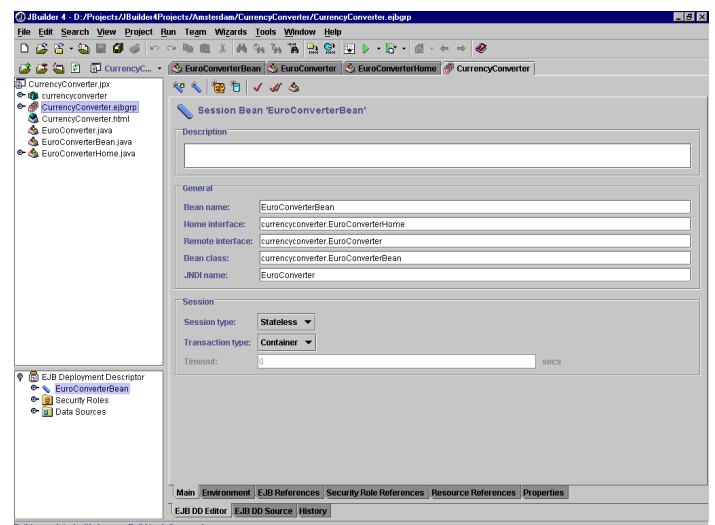 JBuilder 4 - D:/Projects/JBuilder4Projects/Amsterdam/CurrencyConverter/CurrencyConverter.ejbgrp
File Edit Search View Project Run Team Wizards Tools Window Help
CurrencyC...
EuroConverterBean EuroConverter EuroConverterHome CurrencyConverter
CurrencyConverter.jpx
currencyconverter
CurrencyConverter.ejbgrp
CurrencyConverter.html
EuroConverter.java
EuroConverterBean.java
EuroConverterHome.java
Session Bean 'EuroConverterBean'
Description
General
Bean name: EuroConverterBean
Home interface: currencyconverter.EuroConverterHome
Remote interface: currencyconverter.EuroConverter
Bean class: currencyconverter.EuroConverterBean
JNDI name: EuroConverter
Session
Session type: Stateless
Transaction type: Container
Timeout: 0 secs
EJB Deployment Descriptor
EuroConverterBean
Security Roles
Data Sources
Main Environment EJB References Security Role References Resource References Properties
EJB DD Editor EJB DD Source History